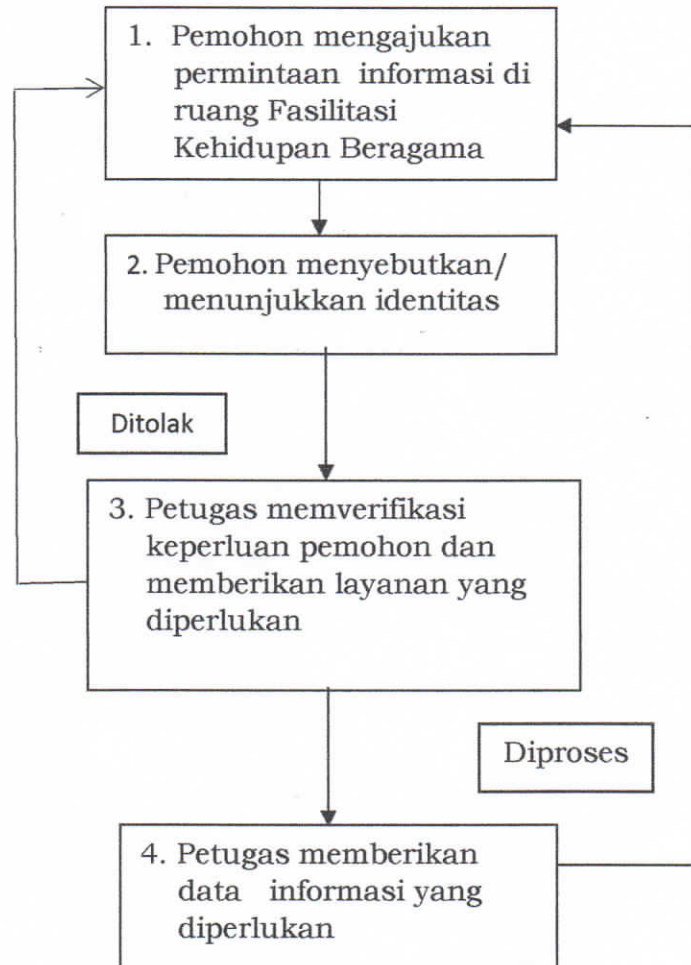 1. Pemohon mengajukan
permintaan informasi di
ruang Fasilitasi
Kehidupan Beragama
2. Pemohon menyebutkan/
menunjukkan identitas
Ditolak
3. Petugas memverifikasi
keperluan pemohon dan
memberikan layanan yang
diperlukan
Diproses
4. Petugas memberikan
data informasi yang
diperlukan